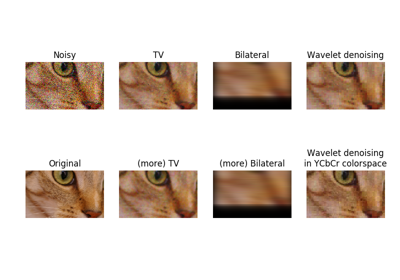 Noisy
TV
Bilateral
Wavelet denoising
Original
(more) TV
(more) Bilateral
Wavelet denoising
in YCbCr colorspace